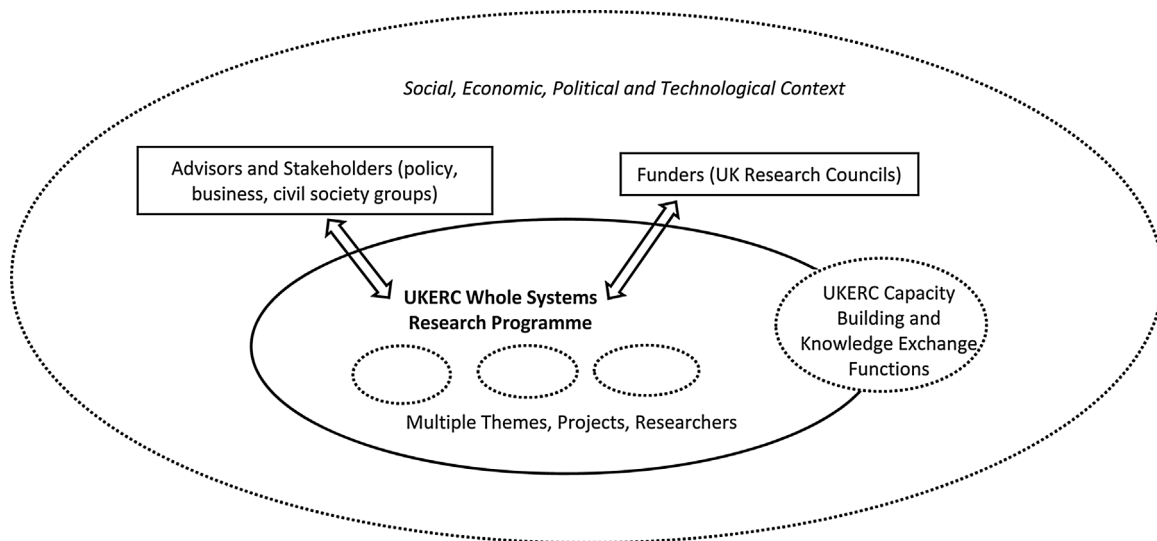 Social, Economic, Political and Technological Context
Advisors and Stakeholders (policy,
business, civil society groups)
Funders (UK Research Councils)
UKERC Whole Systems
Research Programme
Multiple Themes, Projects, Researchers
UKERC Capacity
Building and
Knowledge Exchange
Functions